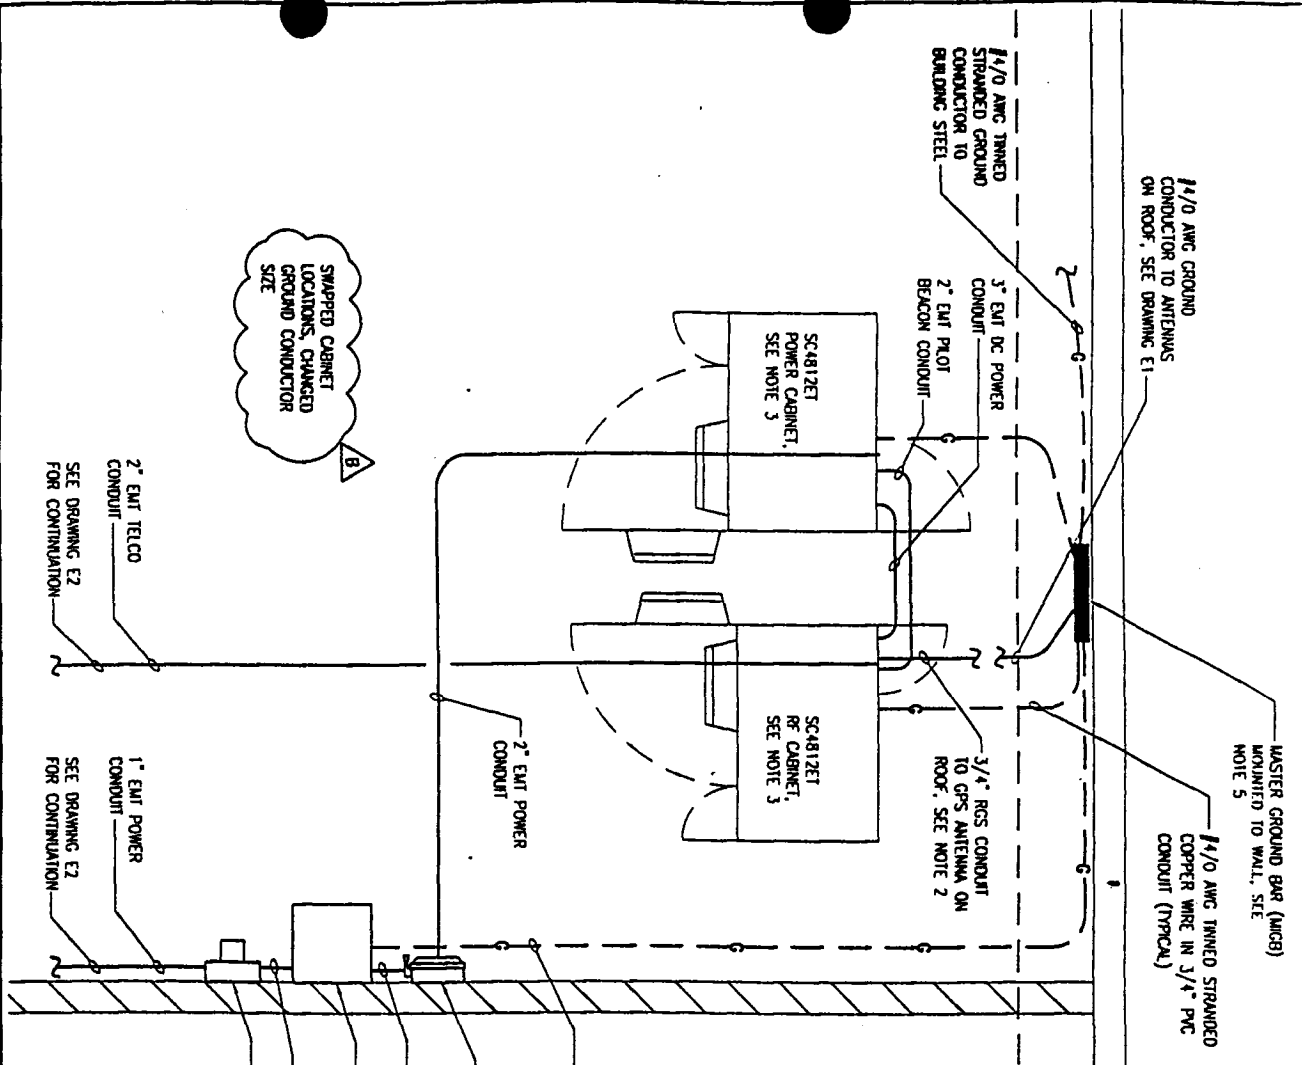 #4/0 AWG TINNED
STRANDED GROUND
CONDUCTOR TO
BUILDING STEEL
#4/0 AWG GROUND
CONDUCTOR TO ANTENNAS
ON ROOF, SEE DRAWING E1
3" EMT DC POWER
CONDUIT
2" EMT PILOT
BEACON CONDUIT
SC4812ET
POWER CABINET,
SEE NOTE 3
SWAPPED CABINET
LOCATIONS, CHANGED
GROUND CONDUCTOR
SIZE
B
2" EMT TELCO
CONDUIT
SEE DRAWING E2
FOR CONTINUATION
SC4812ET
RF CABINET,
SEE NOTE 3
MASTER GROUND BAR (MIGB)
MOUNTED TO WALL, SEE
NOTE 5
#4/0 AWG TINNED STRANDED
COPPER WIRE IN 3/4" PVC
CONDUIT (TYPICAL)
3/4" RGS CONDUIT
TO GPS ANTENNA ON
ROOF, SEE NOTE 2
2" EMT POWER
CONDUIT
1" EMT POWER
CONDUIT
SEE DRAWING E2
FOR CONTINUATION
G
G
G
G
G
G
G